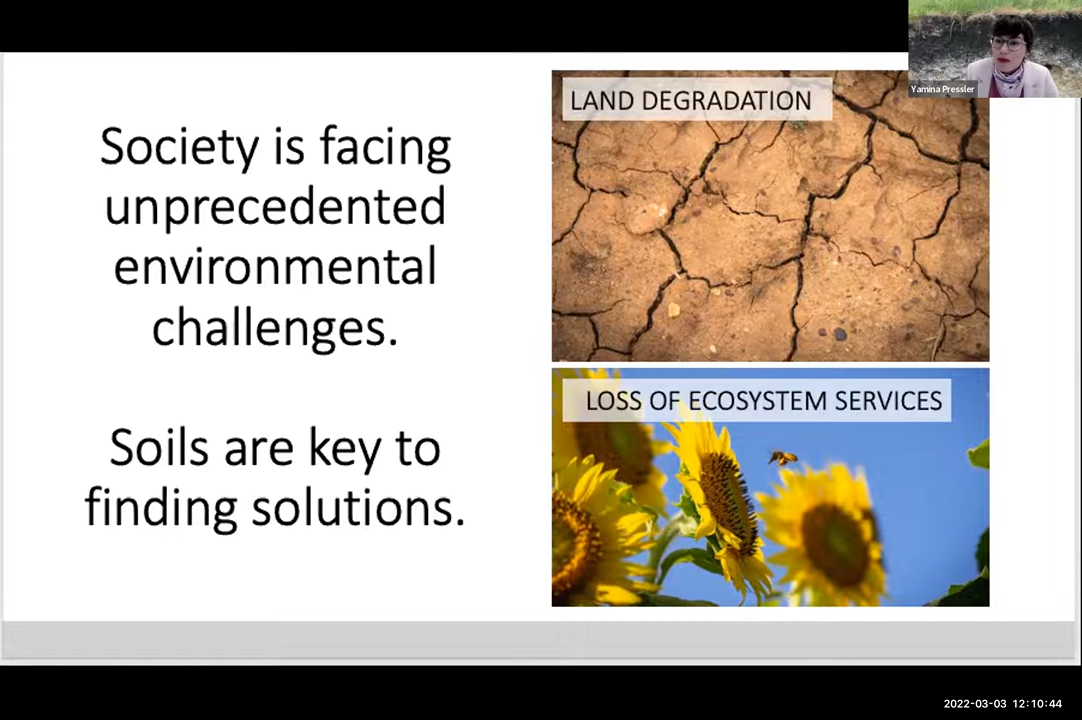 Society is facing
unprecedented
environmental
challenges.
Soils are key to
finding solutions.
LAND DEGRADATION
LOSS OF ECOSYSTEM SERVICES
Yamina Pressler
2022-03-03 12:10:44